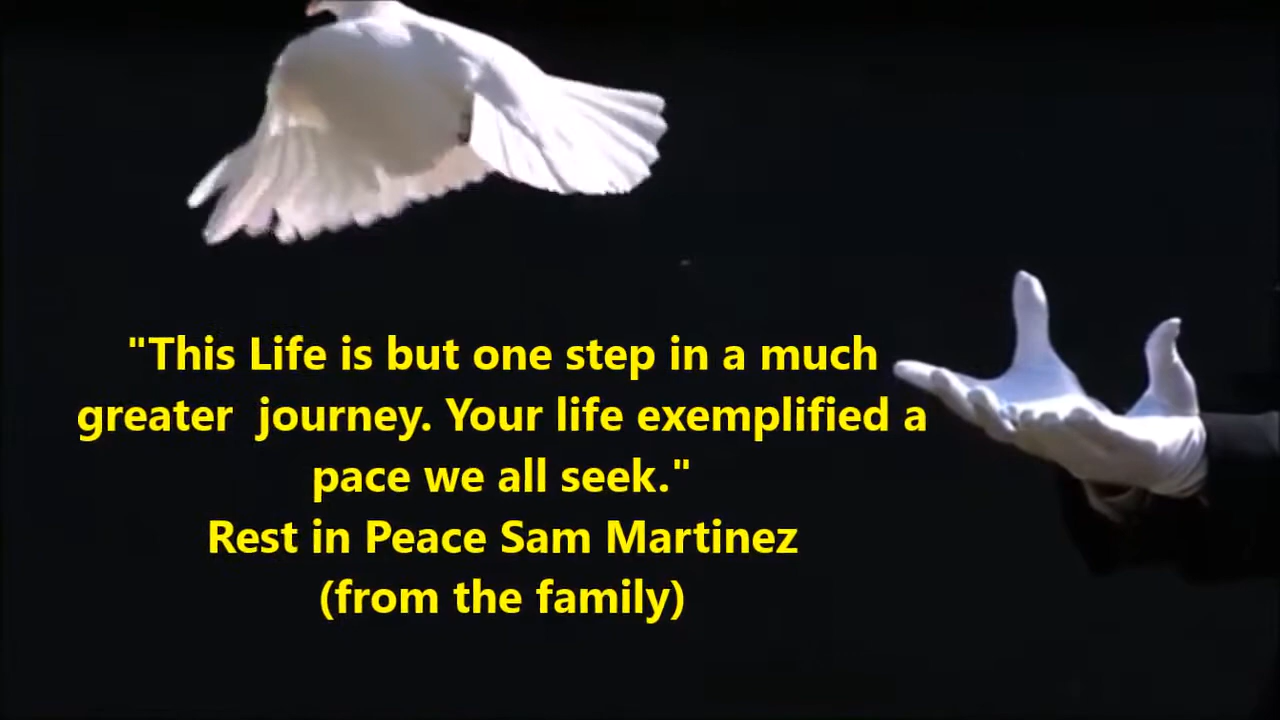 "This Life is but one step in a much
greater  journey. Your life exemplified a
pace we all seek."
Rest in Peace Sam Martinez
(from the family)